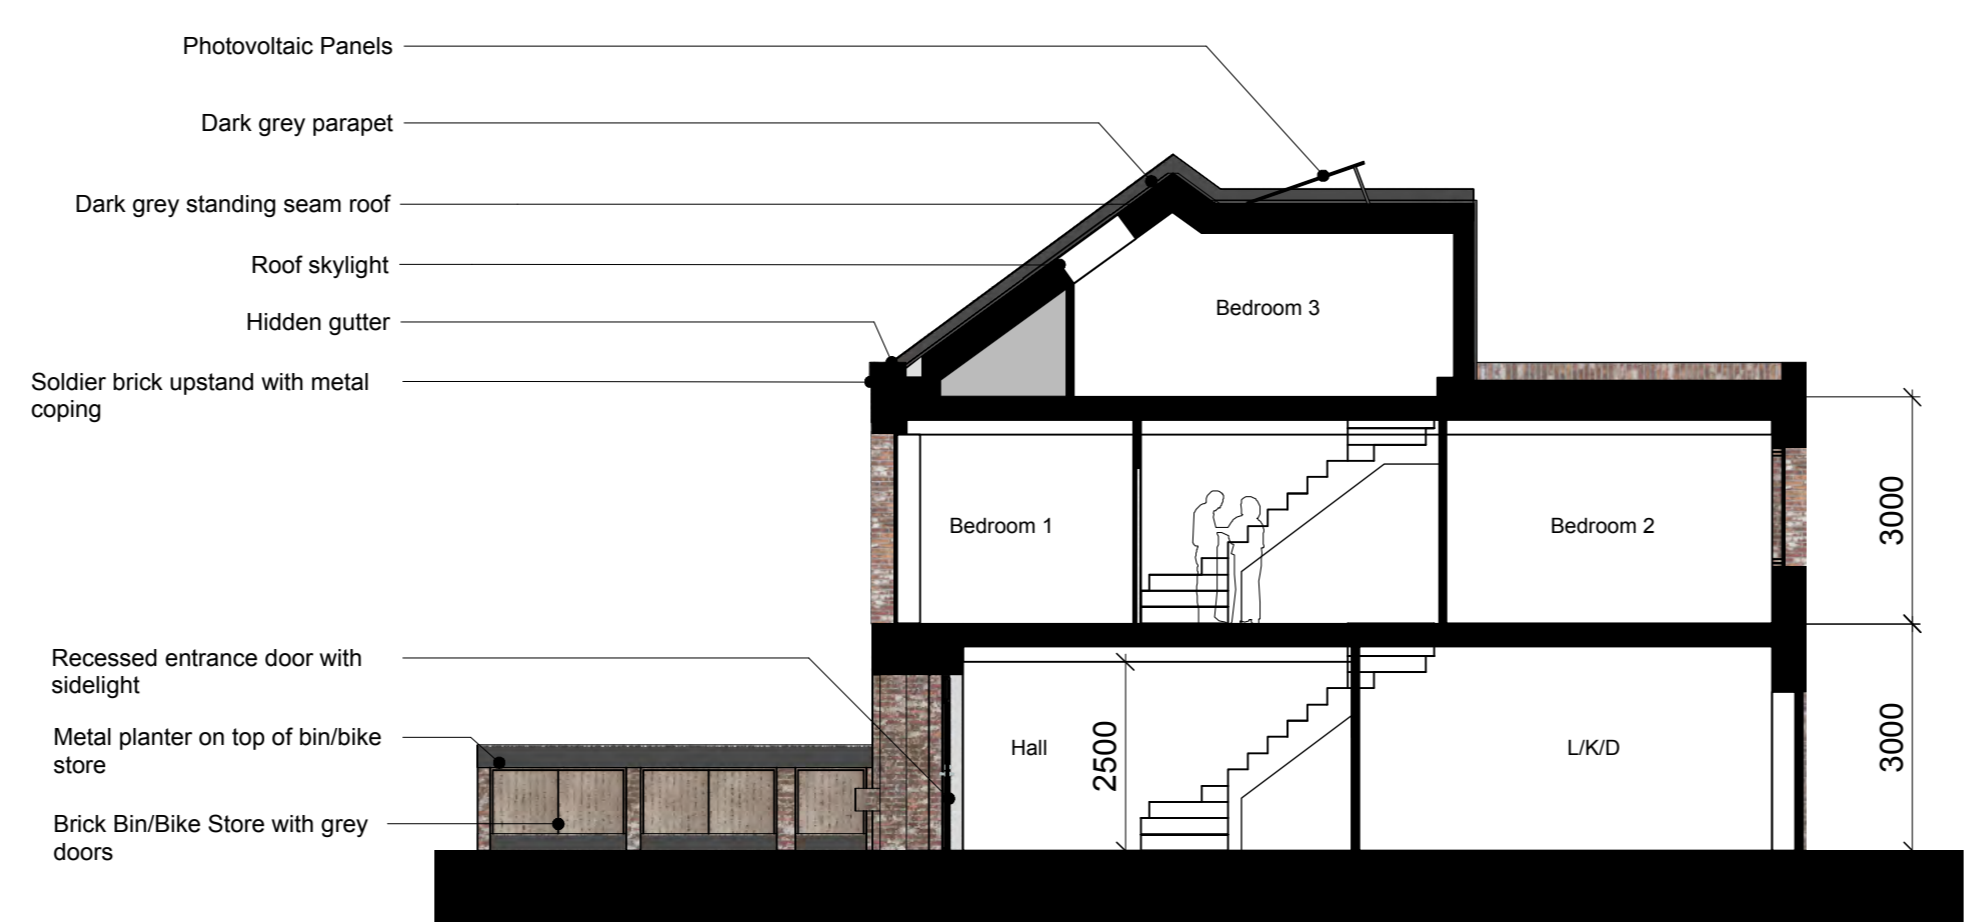 Photovoltaic Panels
Dark grey parapet
Dark grey standing seam roof
Roof skylight
Hidden gutter
Soldier brick upstand with metal
coping
Recessed entrance door with
sidelight
Metal planter on top of bin/bike
store
Brick Bin/Bike Store with grey
doors
Bedroom 3
Bedroom 1
Bedroom 2
3000
Hall
2500
L/K/D
3000